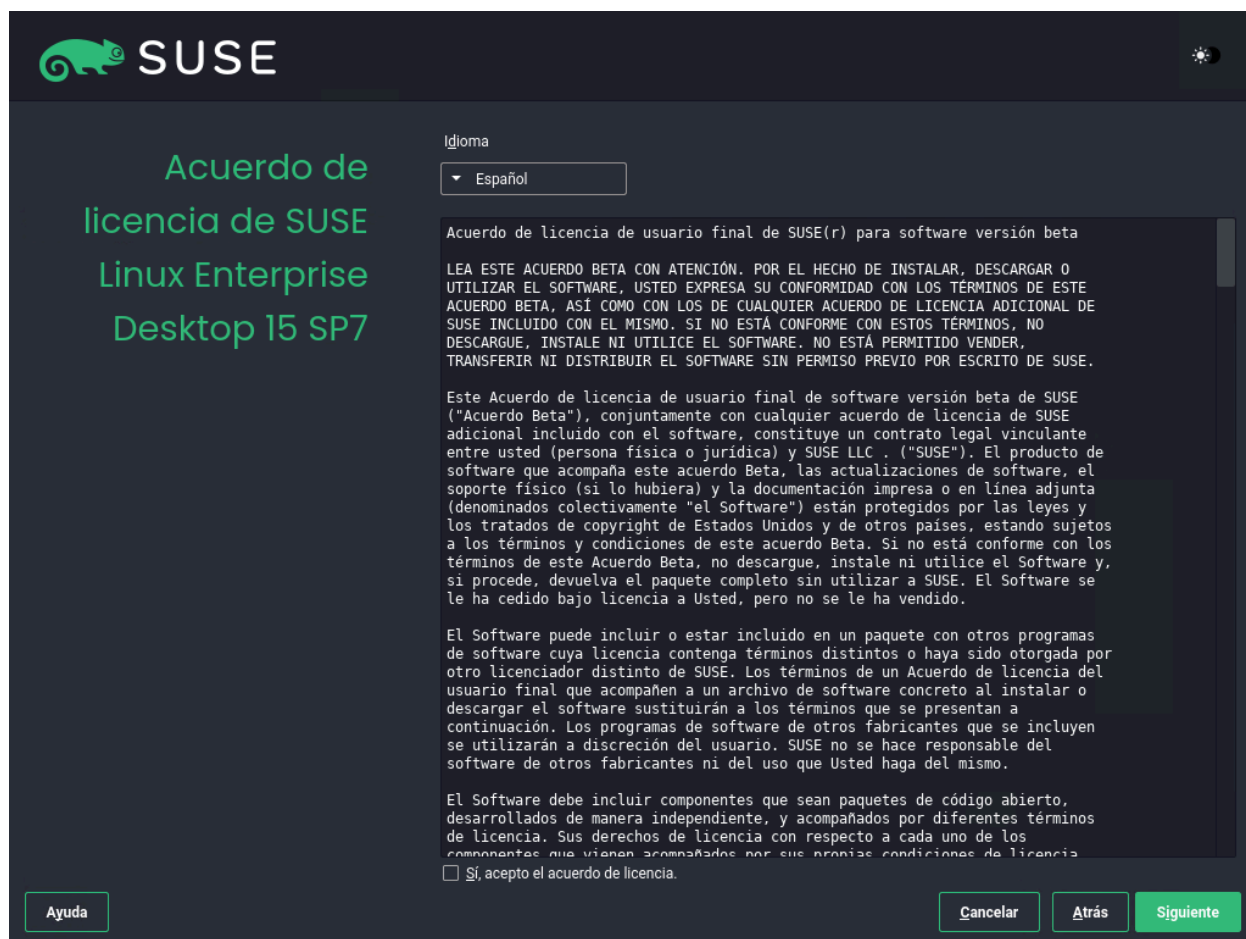 SUSE
Acuerdo de
licencia de SUSE
Linux Enterprise
Desktop 15 SP7
Idioma
Español
Acuerdo de licencia de usuario final de SUSE(r) para software versión beta
LEA ESTE ACUERDO BETA CON ATENCIÓN. POR EL HECHO DE INSTALAR, DESCARGAR O
UTILIZAR EL SOFTWARE, USTED EXPRESA SU CONFORMIDAD CON LOS TÉRMINOS DE ESTE
ACUERDO BETA, ASÍ COMO CON LOS DE CUALQUIER ACUERDO DE LICENCIA ADICIONAL DE
SUSE INCLUIDO CON EL MISMO. SI NO ESTÁ CONFORME CON ESTOS TÉRMINOS, NO
DESCARGUE, INSTALE NI UTILICE EL SOFTWARE. NO ESTÁ PERMITIDO VENDER,
TRANSFERIR NI DISTRIBUIR EL SOFTWARE SIN PERMISO PREVIO POR ESCRITO DE SUSE.
Este Acuerdo de licencia de usuario final de software versión beta de SUSE
("Acuerdo Beta"), conjuntamente con cualquier acuerdo de licencia de SUSE
adicional incluido con el software, constituye un contrato legal vinculante
entre usted (persona física o jurídica) y SUSE LLC . ("SUSE"). El producto de
software que acompaña este acuerdo Beta, las actualizaciones de software, el
soporte físico (si lo hubiera) y la documentación impresa o en línea adjunta
(denominados colectivamente "el Software") están protegidos por las leyes y
los tratados de copyright de Estados Unidos y de otros países, estando sujetos
a los términos y condiciones de este acuerdo Beta. Si no está conforme con los
términos de este Acuerdo Beta, no descargue, instale ni utilice el Software y,
si procede, devuelva el paquete completo sin utilizar a SUSE. El Software se
le ha cedido bajo licencia a Usted, pero no se le ha vendido.
El Software puede incluir o estar incluido en un paquete con otros programas
de software cuya licencia contenga términos distintos o haya sido otorgada por
otro licenciador distinto de SUSE. Los términos de un Acuerdo de licencia del
usuario final que acompañen a un archivo de software concreto al instalar o
descargar el software sustituirán a los términos que se presentan a
continuación. Los programas de software de otros fabricantes que se incluyen
se utilizarán a discreción del usuario. SUSE no se hace responsable del
software de otros fabricantes ni del uso que Usted haga del mismo.
El Software debe incluir componentes que sean paquetes de código abierto,
desarrollados de manera independiente, y acompañados por diferentes términos
de licencia. Sus derechos de licencia con respecto a cada uno de los
componentes que vienen acompañados por sus propias condiciones de licencia
Sí, acepto el acuerdo de licencia.
Ayuda
Cancelar
Atrás
Siguiente